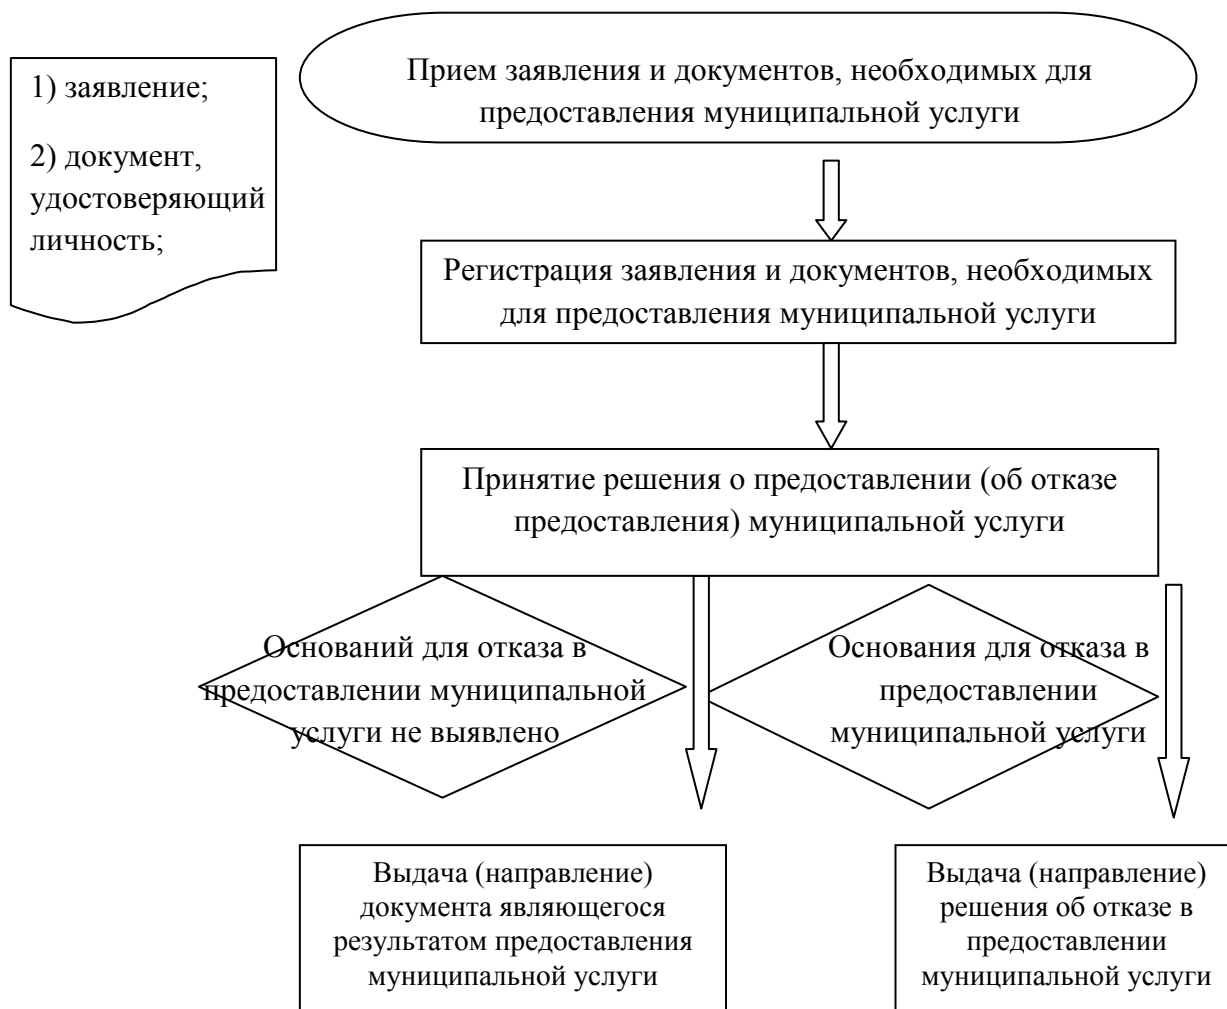 1) заявление;
2) документ,
удостоверяющий
личность;
Прием заявления и документов, необходимых для
предоставления муниципальной услуги
Регистрация заявления и документов, необходимых
для предоставления муниципальной услуги
Принятие решения о предоставлении (об отказе
предоставления) муниципальной услуги
Оснований для отказа в
предоставлении муниципальной
услуги не выявлено
Основания для отказа в
предоставлении
муниципальной услуги
Выдача (направление)
документа являющегося
результатом предоставления
муниципальной услуги
Выдача (направление)
решения об отказе в
предоставлении
муниципальной услуги